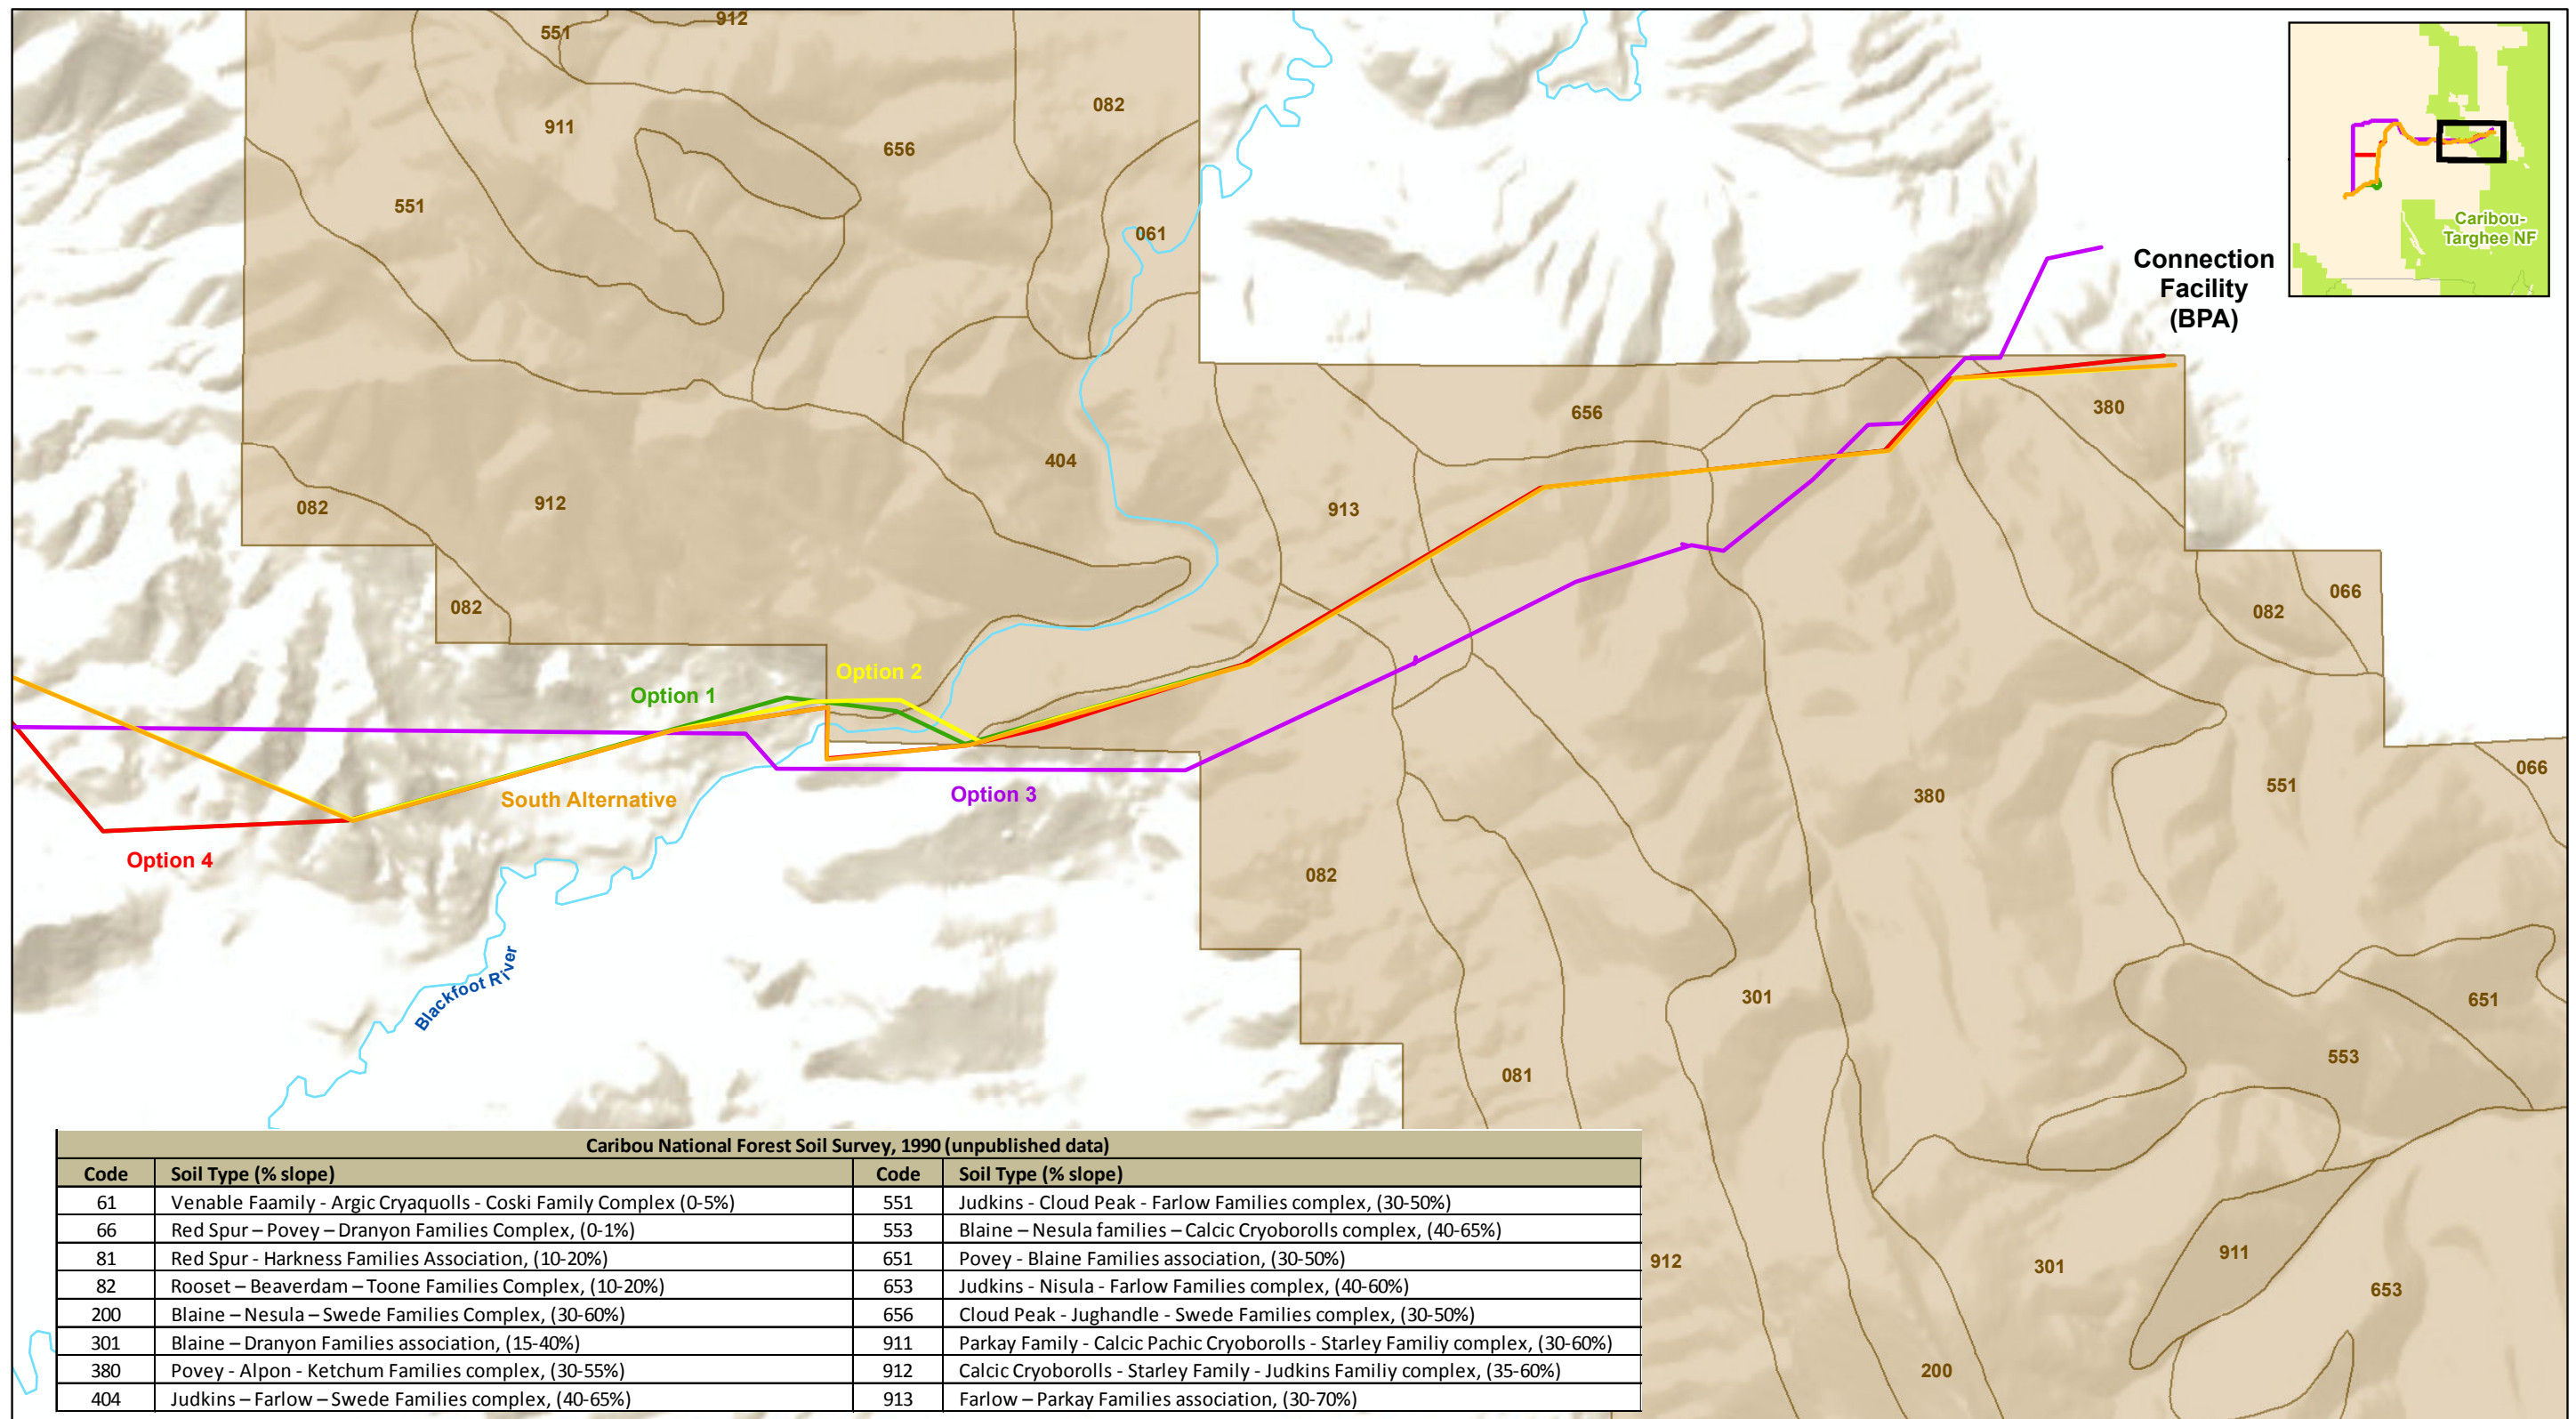 912
551
082
911
656
551
061
Connection
Facility
(BPA)
Caribou-
Targhee NF
656
380
404
912
082
913
082
066
082
Option 2
Option 1
066
551
South Alternative
Option 3
380
Option 4
082
Blackfoot River
301
651
553
081
912
911
301
653
200
Caribou National Forest Soil Survey, 1990 (unpublished data)
Code Soil Type (% slope) Code Soil Type (% slope)
61 Venable Faamily - Argic Cryaquolls - Coski Family Complex (0-5%) 551 Judkins - Cloud Peak - Farlow Families complex, (30-50%)
66 Red Spur – Povey – Dranyon Families Complex, (0-1%) 553 Blaine – Nesula families – Calcic Cryoborolls complex, (40-65%)
81 Red Spur - Harkness Families Association, (10-20%) 651 Povey - Blaine Families association, (30-50%)
82 Rooset – Beaverdam – Toone Families Complex, (10-20%) 653 Judkins - Nisula - Farlow Families complex, (40-60%)
200 Blaine – Nesula – Swede Families Complex, (30-60%) 656 Cloud Peak - Jughandle - Swede Families complex, (30-50%)
301 Blaine – Dranyon Families association, (15-40%) 911 Parkay Family - Calcic Pachic Cryoborolls - Starley Familiy complex, (30-60%)
380 Povey - Alpon - Ketchum Families complex, (30-55%) 912 Calcic Cryoborolls - Starley Family - Judkins Familiy complex, (35-60%)
404 Judkins – Farlow – Swede Families complex, (40-65%) 913 Farlow – Parkay Families association, (30-70%)